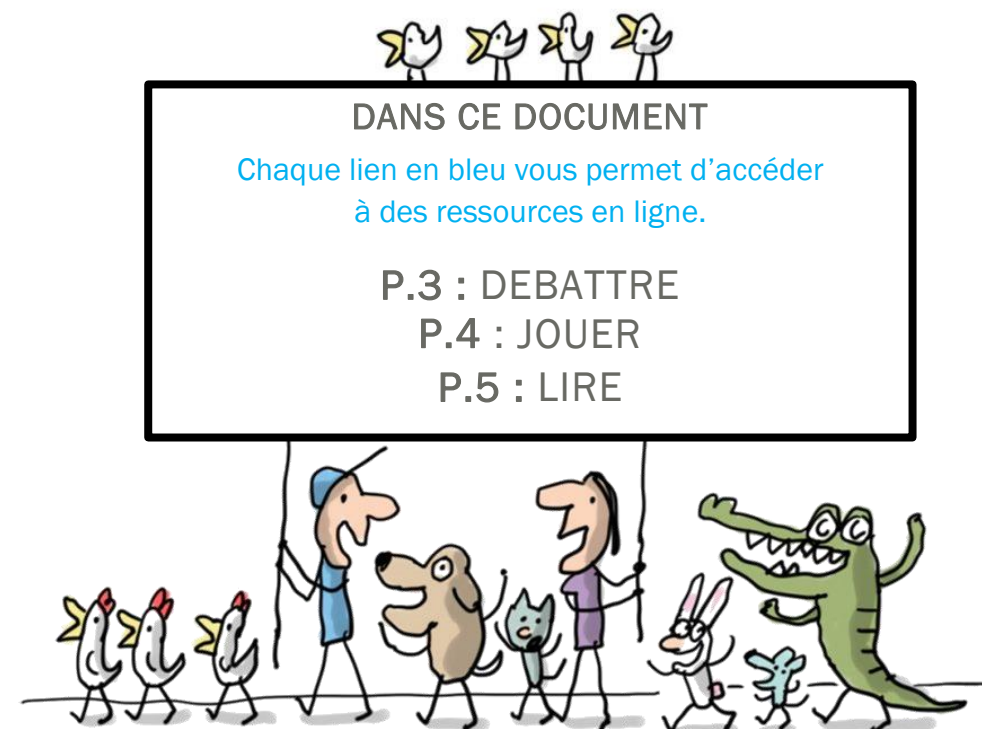 DANS CE DOCUMENT
Chaque lien en bleu vous permet d’accéder
à des ressources en ligne.
P.3 : DEBATTRE
P.4 : JOUER
P.5 : LIRE